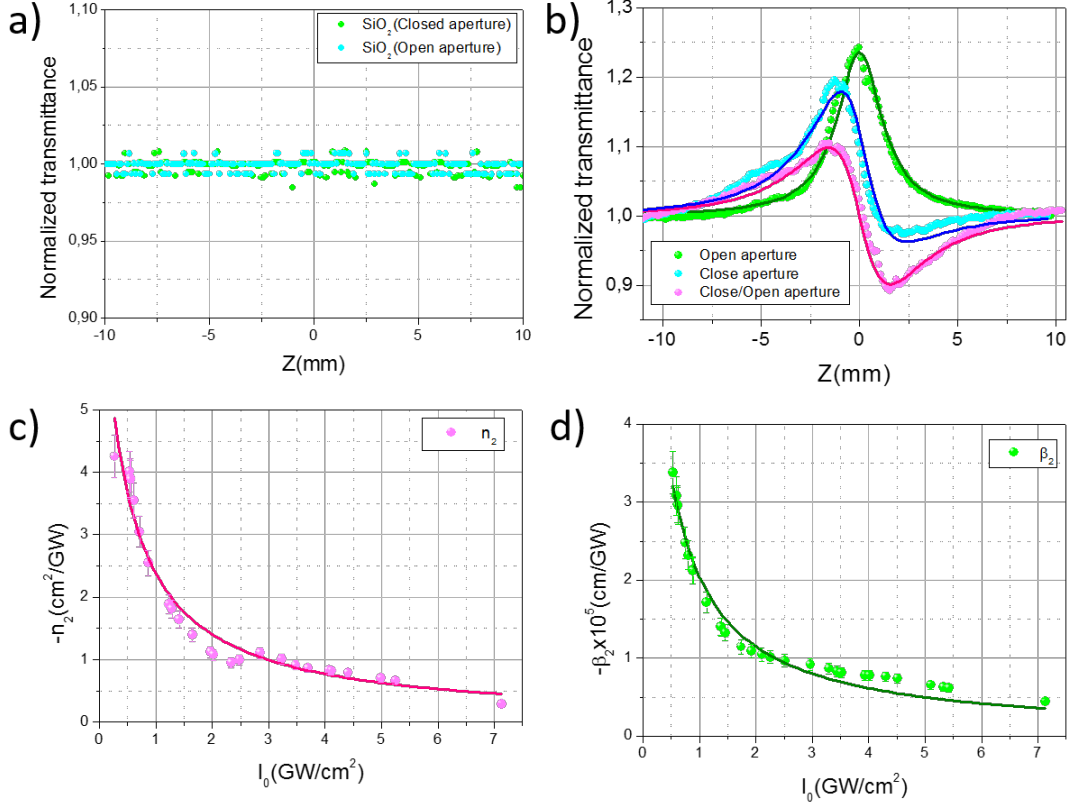 a)
1,10
1,05
1,00
0,95
0,90
-10
-5
0
5
10
Normalized transmittance
Z(mm)
SiO2(Closed aperture)
SiO2(Open aperture)
b)
1,3
1,2
1,1
1,0
0,9
-10
-5
0
5
10
Normalized transmittance
Z(mm)
Open aperture
Close aperture
Close/Open aperture
c)
5
4
3
2
1
0
0
1
2
3
4
5
6
7
-n2(cm2/GW)
I0(GW/cm2)
n2
d)
4
3
2
1
0
0
1
2
3
4
5
6
7
-β2x10^5(cm/GW)
I0(GW/cm2)
β2